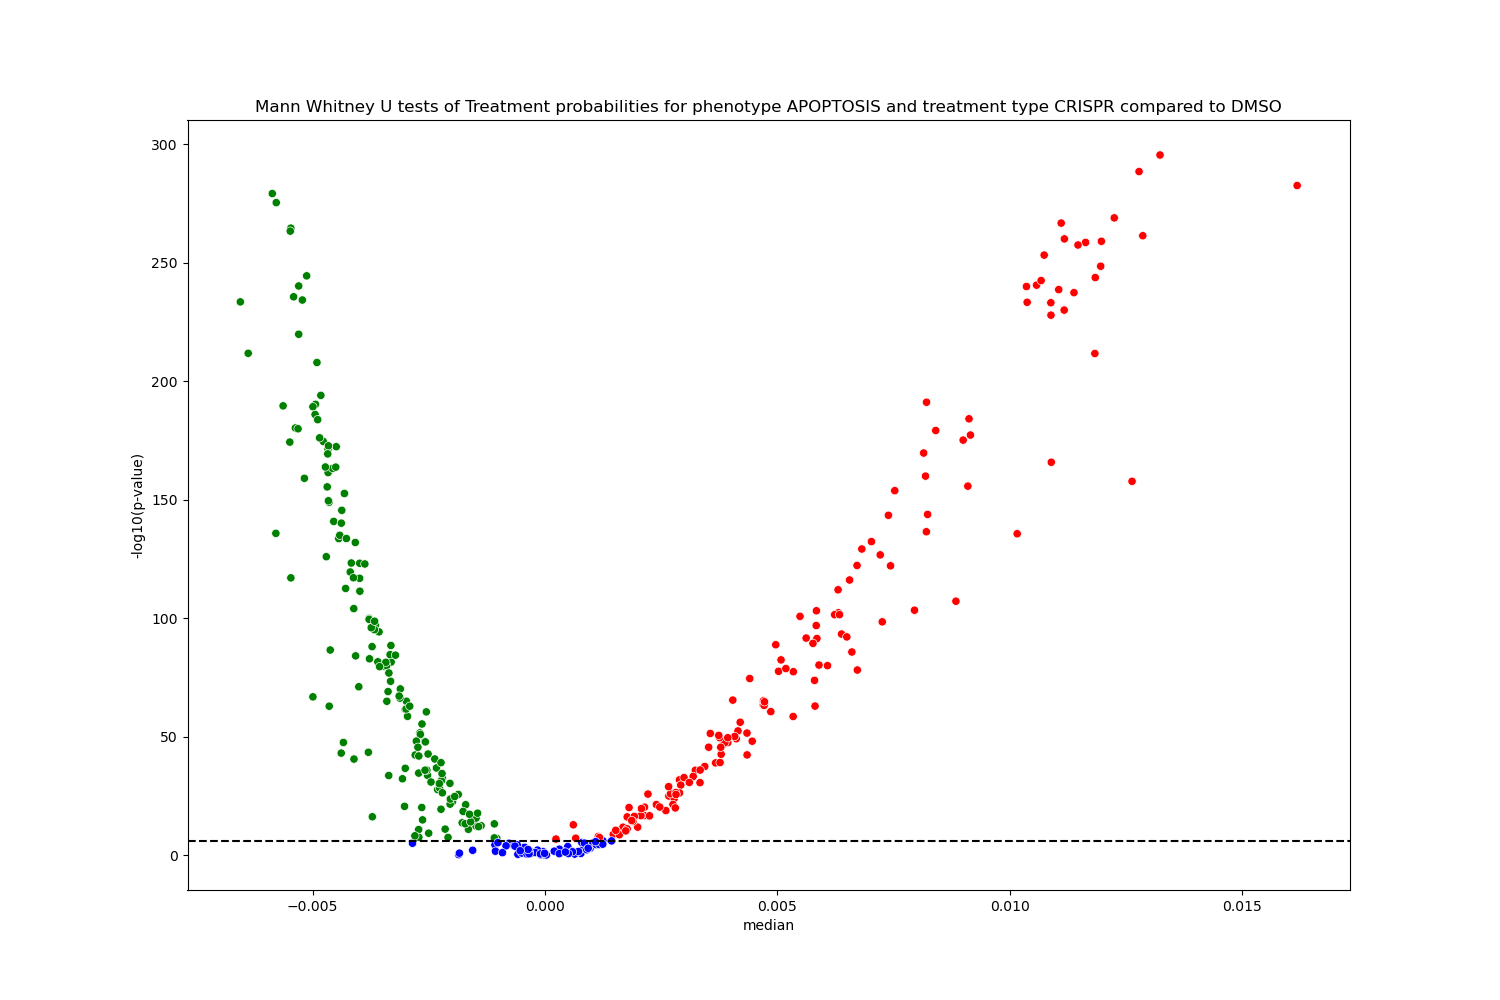 Mann Whitney U tests of Treatment probabilities for phenotype APOPTOSIS and treatment type CRISPR compared to DMSO
300
250
200
150
100
50
0
-log10(p-value)
−0.005 0.000 0.005 0.010 0.015
median